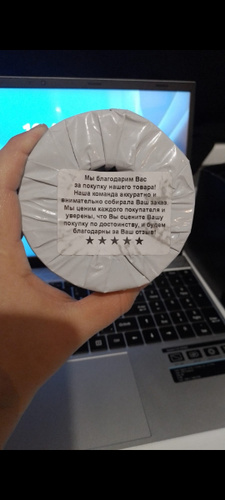 Мы благодарим Вас
за покупку нашего товара!
Наша команда аккуратно и
внимательно собирала Ваш заказ.
Мы ценим каждого покупателя и
уверены, что Вы оцените Вашу
покупку по достоинству, и будем
благодарны за Ваш отзыв!
★★★★★